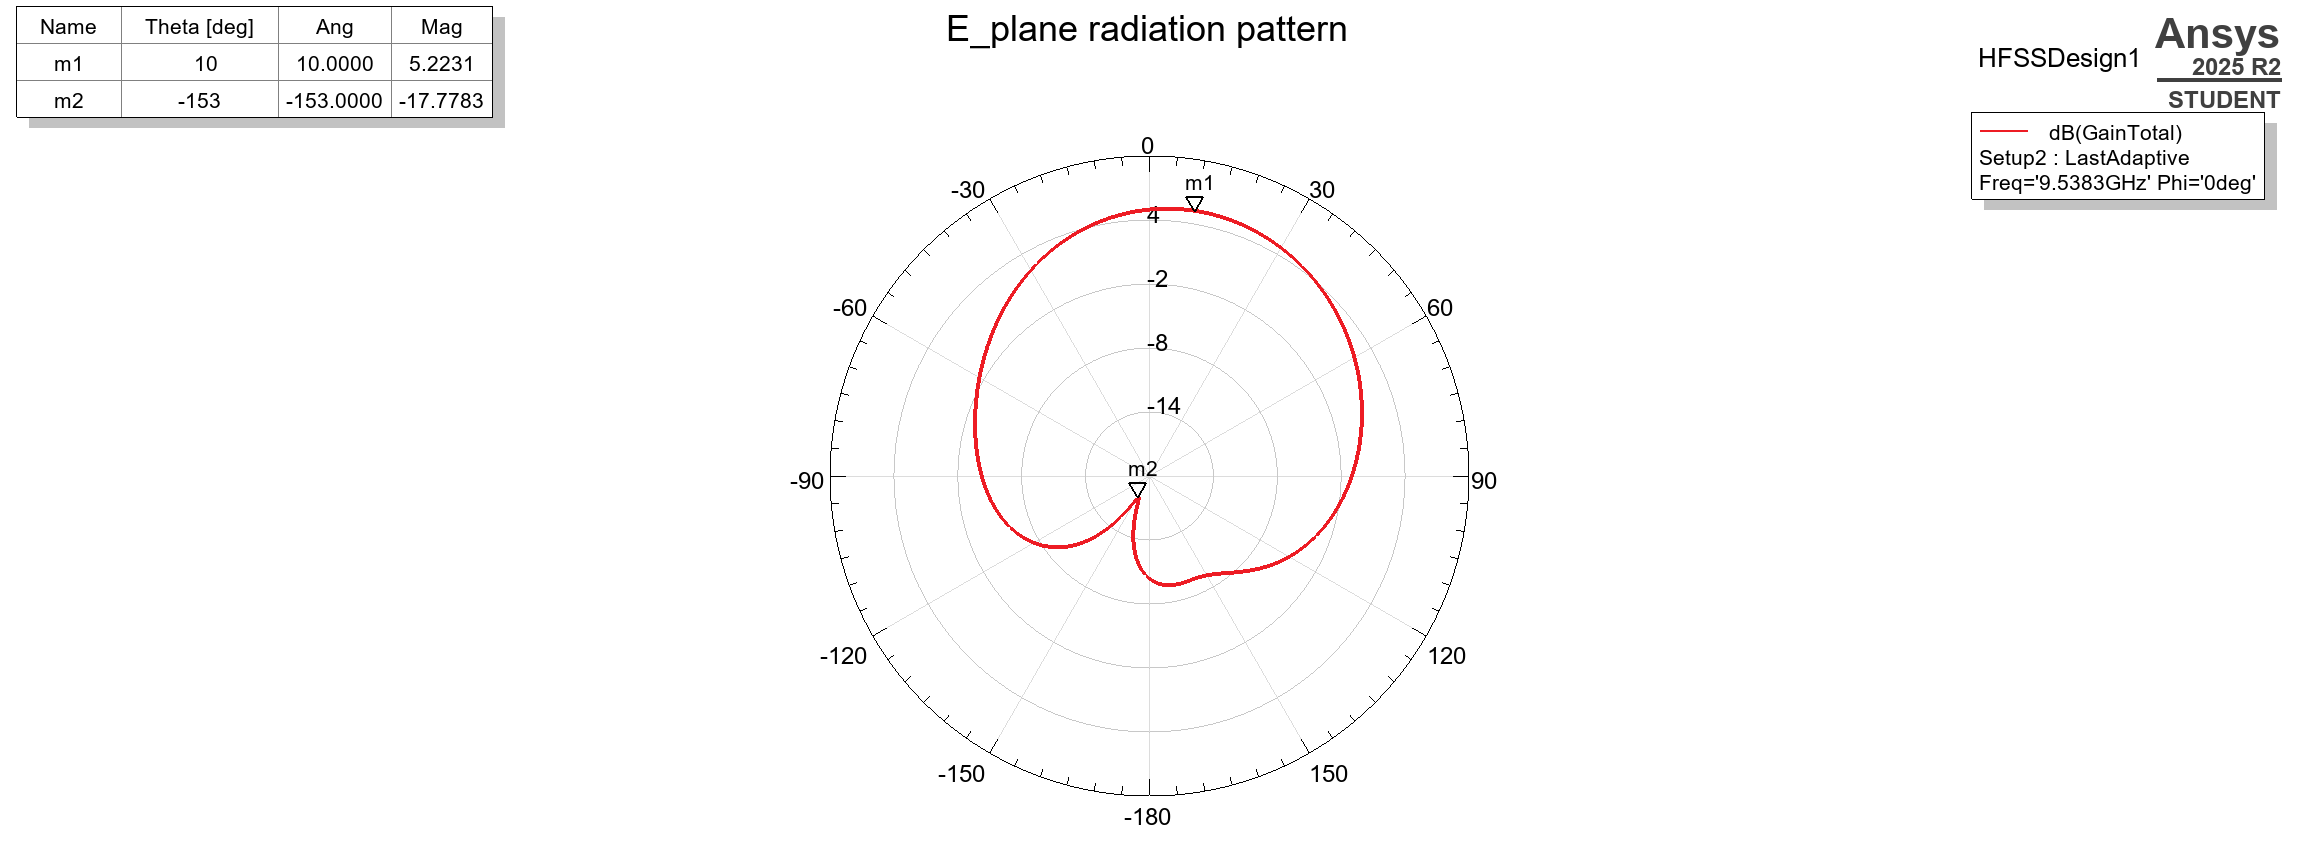 Name Theta [deg] Ang Mag
m1 10 10.0000 5.2231
m2 -153 -153.0000 -17.7783
E_plane radiation pattern
HFSSDesign1
Ansys
2025 R2
STUDENT
dB(GainTotal)
Setup2 : LastAdaptive
Freq='9.5383GHz' Phi='0deg'
0
-30
m1
30
4
-60
-2
60
-8
-14
m2
-90
90
-120
120
-150
150
-180